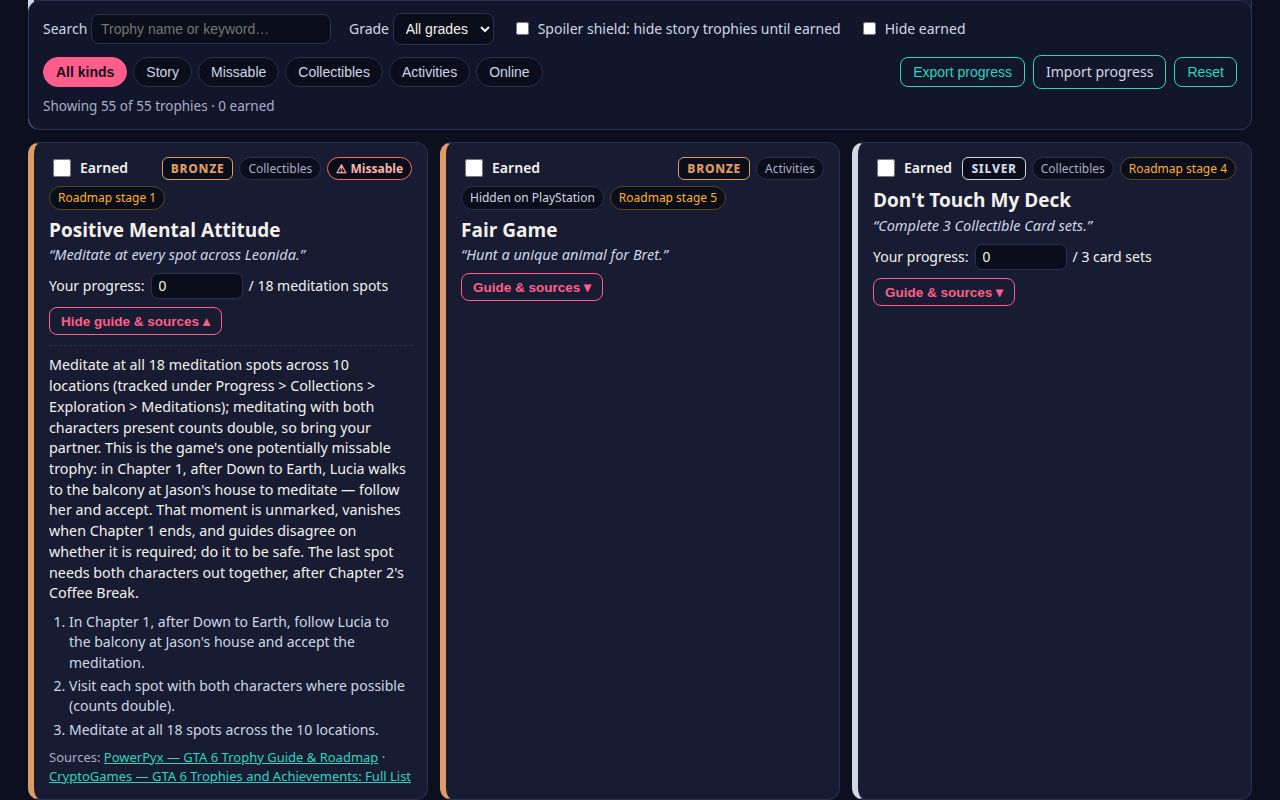 Search Trophy name or keyword… Grade All grades Spoiler shield: hide story trophies until earned Hide earned
All kinds Story Missable Collectibles Activities Online Export progress Import progress Reset
Showing 55 of 55 trophies · 0 earned
Earned BRONZE Collectibles ⚠ Missable
Roadmap stage 1
Positive Mental Attitude
“Meditate at every spot across Leonida.”
Your progress: 0 / 18 meditation spots
Hide guide & sources ▴
Meditate at all 18 meditation spots across 10
locations (tracked under Progress > Collections >
Exploration > Meditations); meditating with both
characters present counts double, so bring your
partner. This is the game's one potentially missable
trophy: in Chapter 1, after Down to Earth, Lucia walks
to the balcony at Jason's house to meditate — follow
her and accept. That moment is unmarked, vanishes
when Chapter 1 ends, and guides disagree on
whether it is required; do it to be safe. The last spot
needs both characters out together, after Chapter 2's
Coffee Break.
1. In Chapter 1, after Down to Earth, follow Lucia to
the balcony at Jason's house and accept the
meditation.
2. Visit each spot with both characters where possible
(counts double).
3. Meditate at all 18 spots across the 10 locations.
Sources: PowerPyx — GTA 6 Trophy Guide & Roadmap ·
CryptoGames — GTA 6 Trophies and Achievements: Full List
Earned BRONZE Activities
Hidden on PlayStation Roadmap stage 5
Fair Game
“Hunt a unique animal for Bret.”
Guide & sources ▾
Earned SILVER Collectibles Roadmap stage 4
Don't Touch My Deck
“Complete 3 Collectible Card sets.”
Your progress: 0 / 3 card sets
Guide & sources ▾